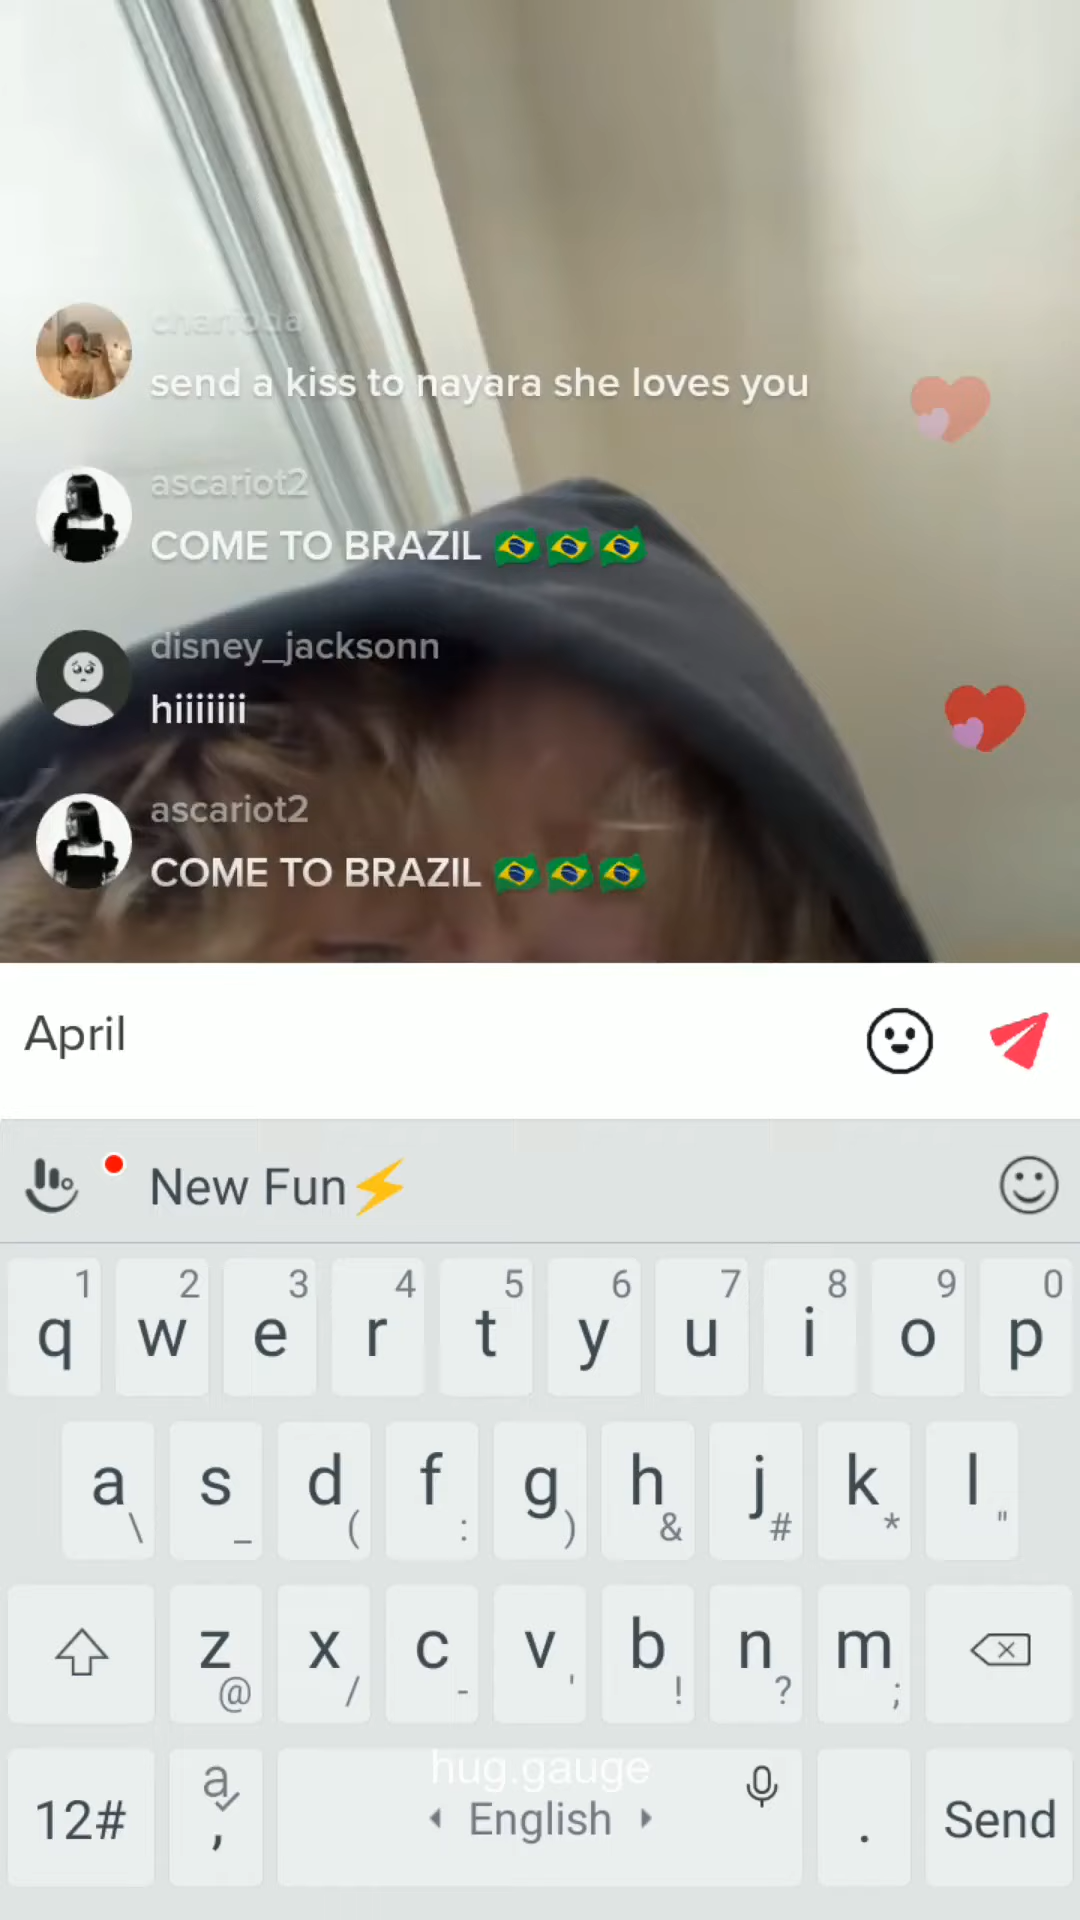 charfoda
send a kiss to nayara she loves you
ascariot2
COME TO BRAZIL 🇧🇷🇧🇷🇧🇷
disney_jacksonn
hiiiiiii
ascariot2
COME TO BRAZIL 🇧🇷🇧🇷🇧🇷
April
New Fun⚡
1 2 3 4 5 6 7 8 9 0
q w e r t y u i o p
a s d f g h j k l
\ _ ( : ) & # * "
z x c v b n m
@ / - ' ! ? ;
hug.gauge
12# a , English . Send